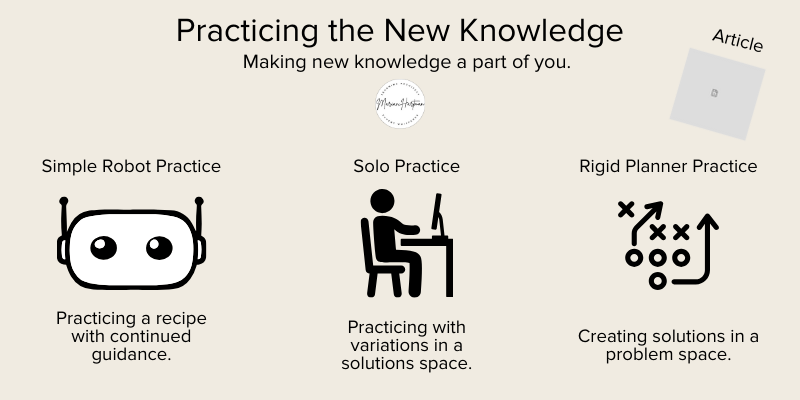 Practicing the New Knowledge
Making new knowledge a part of you.
Article
Simple Robot Practice
Practicing a recipe
with continued
guidance.
Solo Practice
Practicing with
variations in a
solutions space.
Rigid Planner Practice
Creating solutions in a
problem space.